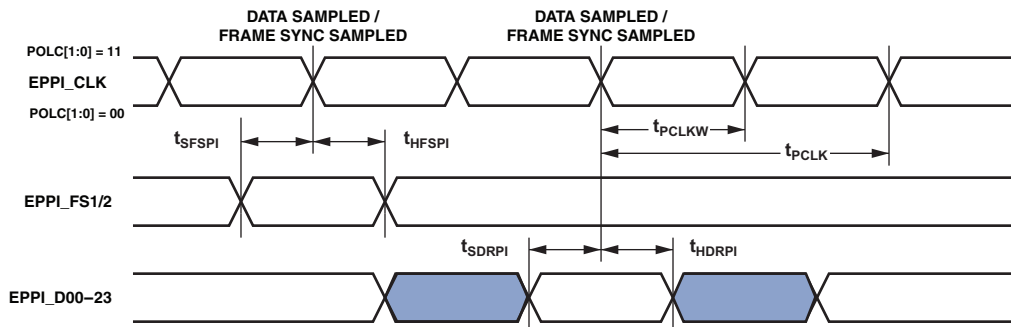 DATA SAMPLED /
FRAME SYNC SAMPLED
DATA SAMPLED /
FRAME SYNC SAMPLED
POLC[1:0] = 11
EPPI_CLK
POLC[1:0] = 00
tSFSPI
tHFSPI
tPCLKW
tPCLK
EPPI_FS1/2
tSDRPI
tHDRPI
EPPI_D00–23